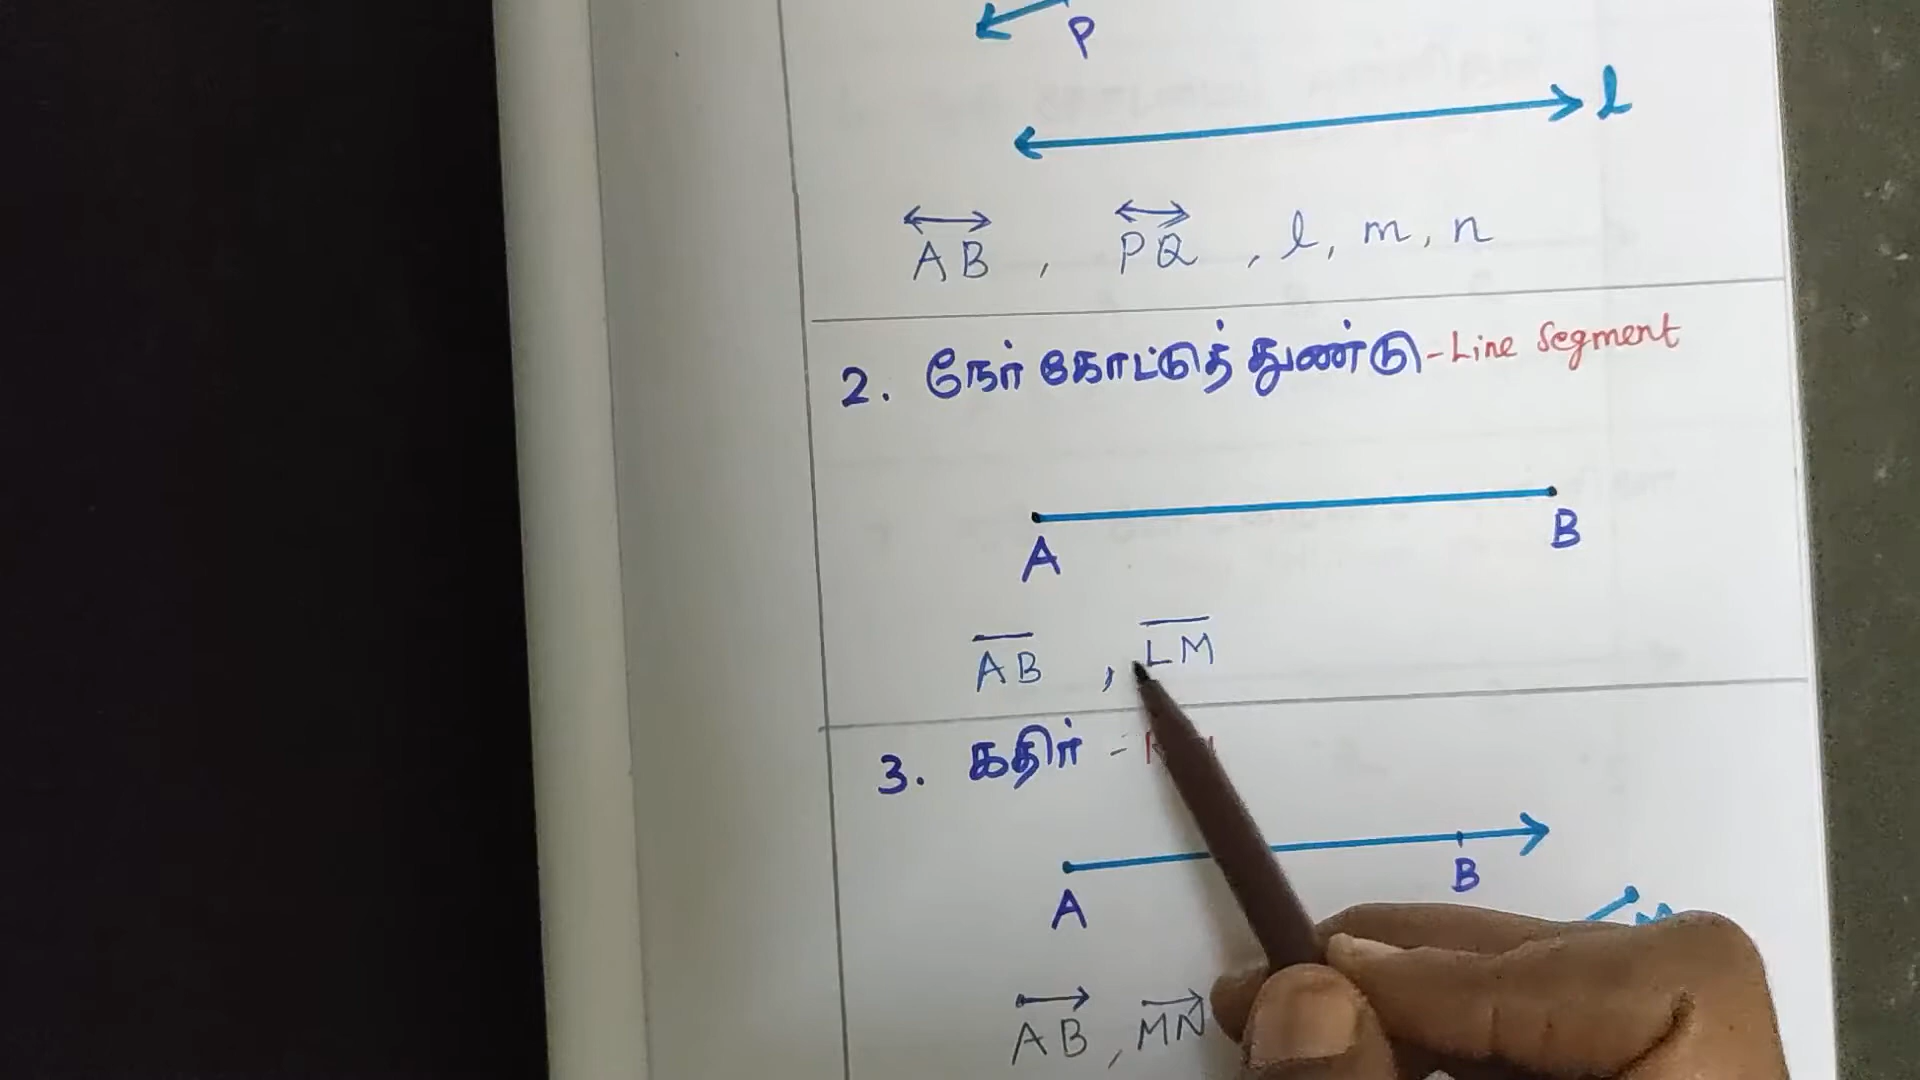 P
l
AB, PQ, l, m, n
2. நேர் கோட்டுத் துண்டு - Line Segment
A B
AB, LM
3. கதிர் -
A B
AB, MN